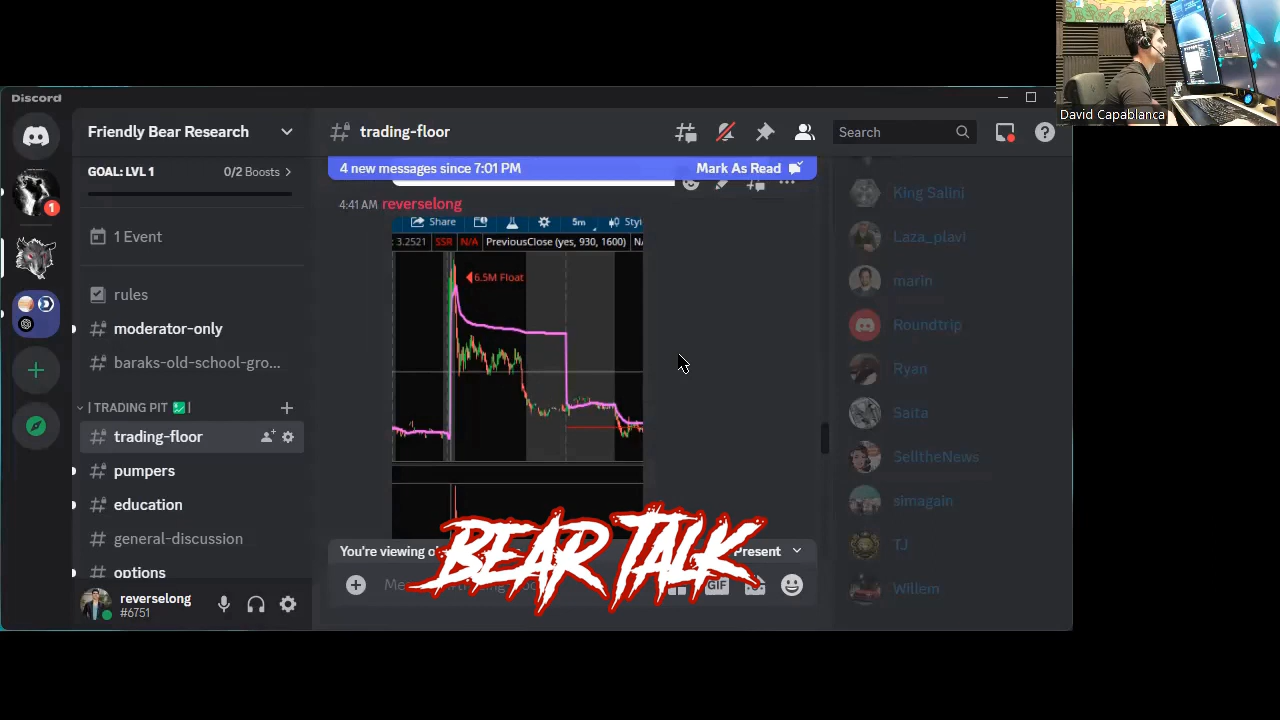 David Capablanca
Discord
Friendly Bear Research
trading-floor
Search
GOAL: LVL 1
0/2 Boosts
4 new messages since 7:01 PM
Mark As Read
1
1 Event
rules
moderator-only
baraks-old-school-gro...
| TRADING PIT | 
trading-floor
pumpers
education
general-discussion
options
reverselong
#6751
4:41 AM reverselong
Share
5m
3.2521 SSR N/A PreviousClose (yes, 930, 1600)
6.5M Float
You're viewing
Present
BEAR TALK
GIF
King Salini
Laza_plavi
marin
Roundtrip
Ryan
Saita
SelltheNews
simagain
TJ
Willem